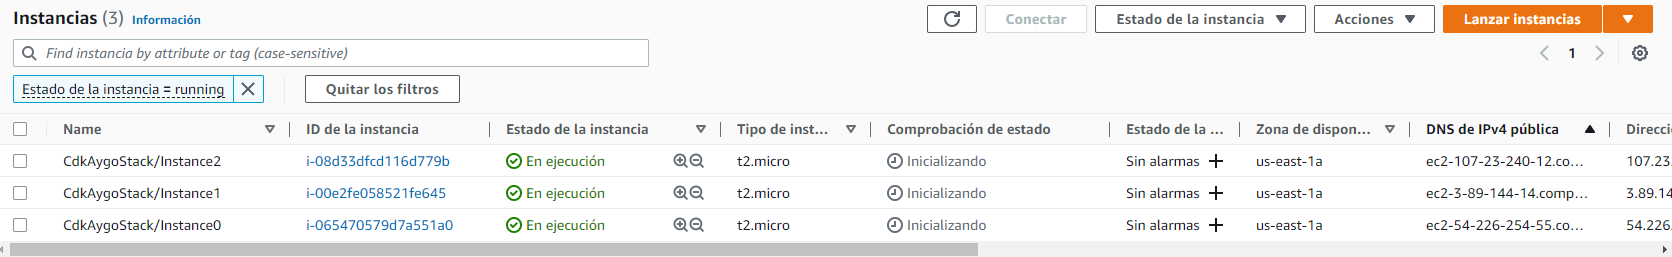 Instancias (3) Información
Conectar Estado de la instancia Acciones Lanzar instancias
Find instancia by attribute or tag (case-sensitive) 1
Estado de la instancia = running Quitar los filtros
Name ID de la instancia Estado de la instancia Tipo de inst... Comprobación de estado Estado de la ... Zona de dispon... DNS de IPv4 pública Direcci
CdkAygoStack/Instance2 i-08d33dfcd116d779b En ejecución t2.micro Inicializando Sin alarmas us-east-1a ec2-107-23-240-12.co... 107.23.
CdkAygoStack/Instance1 i-00e2fe058521fe645 En ejecución t2.micro Inicializando Sin alarmas us-east-1a ec2-3-89-144-14.comp... 3.89.14
CdkAygoStack/Instance0 i-065470579d7a551a0 En ejecución t2.micro Inicializando Sin alarmas us-east-1a ec2-54-226-254-55.co... 54.226.